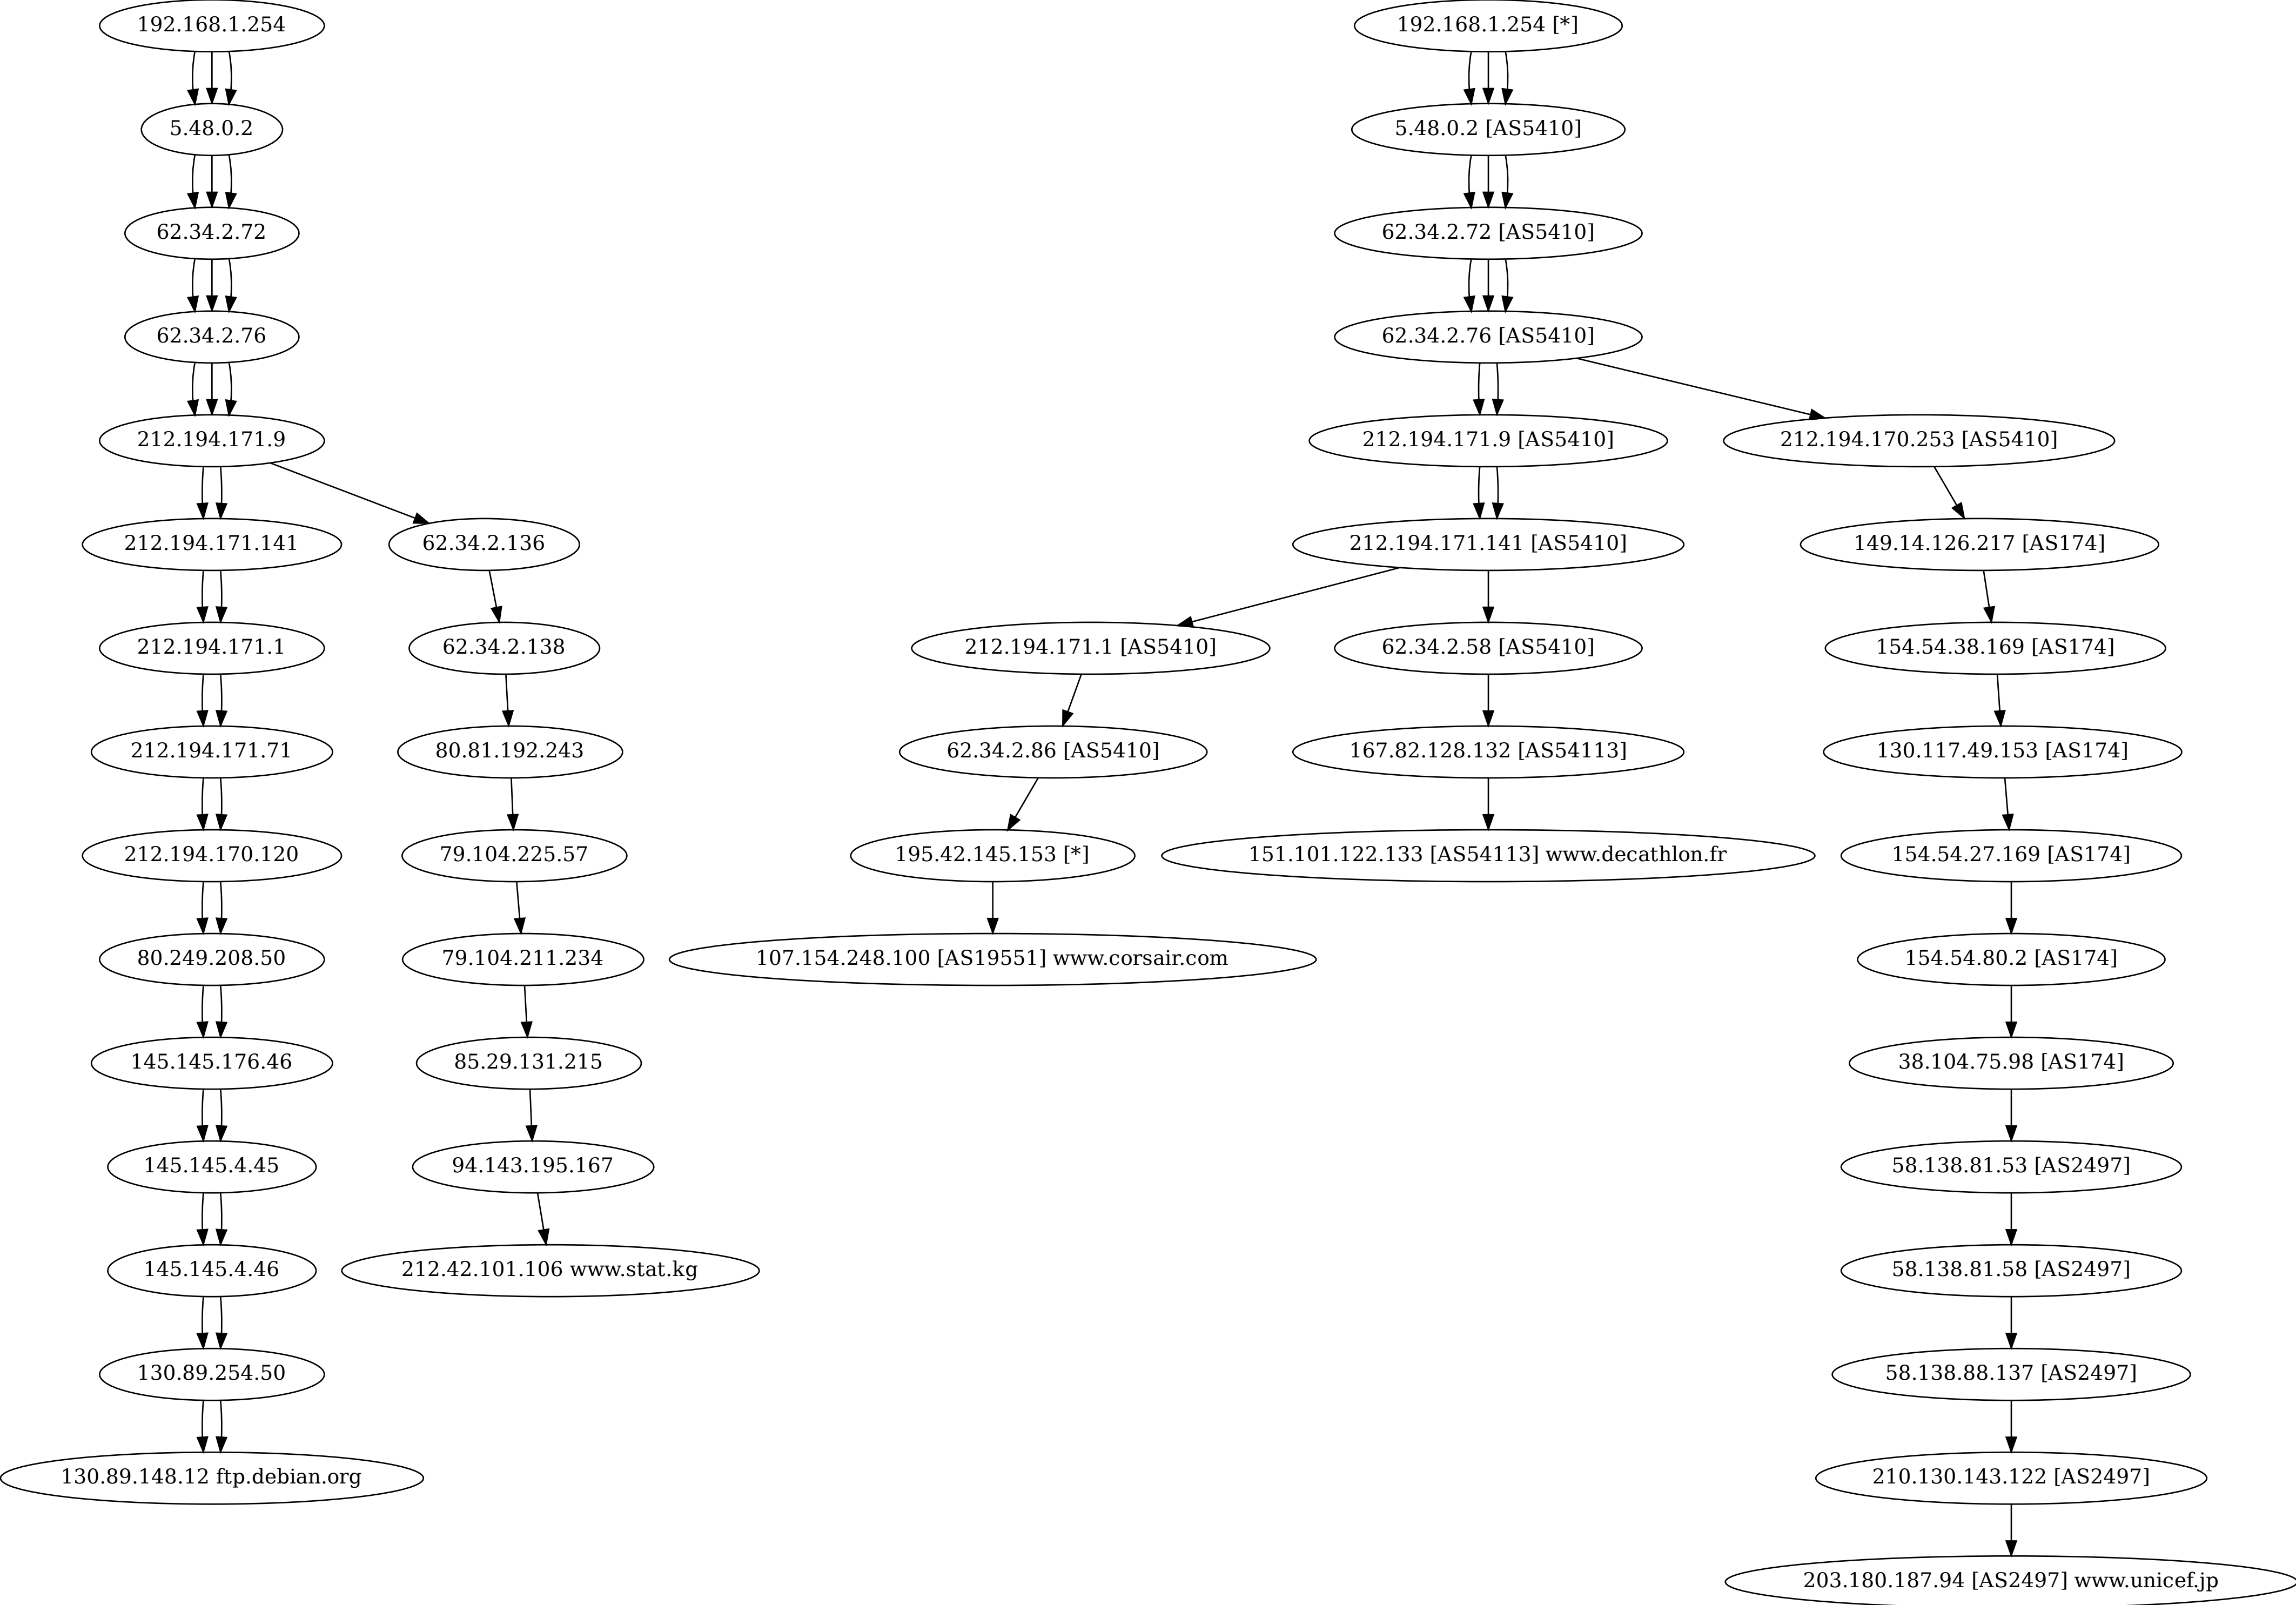 192.168.1.254
5.48.0.2
62.34.2.72
62.34.2.76
212.194.171.9
212.194.171.141
212.194.171.1
212.194.171.71
212.194.170.120
80.249.208.50
145.145.176.46
145.145.4.45
145.145.4.46
130.89.254.50
130.89.148.12 ftp.debian.org
62.34.2.136
62.34.2.138
80.81.192.243
79.104.225.57
79.104.211.234
85.29.131.215
94.143.195.167
212.42.101.106 www.stat.kg
192.168.1.254 [*]
5.48.0.2 [AS5410]
62.34.2.72 [AS5410]
62.34.2.76 [AS5410]
212.194.171.9 [AS5410]
212.194.171.141 [AS5410]
212.194.171.1 [AS5410]
62.34.2.86 [AS5410]
195.42.145.153 [*]
107.154.248.100 [AS19551] www.corsair.com
62.34.2.58 [AS5410]
167.82.128.132 [AS54113]
151.101.122.133 [AS54113] www.decathlon.fr
212.194.170.253 [AS5410]
149.14.126.217 [AS174]
154.54.38.169 [AS174]
130.117.49.153 [AS174]
154.54.27.169 [AS174]
154.54.80.2 [AS174]
38.104.75.98 [AS174]
58.138.81.53 [AS2497]
58.138.81.58 [AS2497]
58.138.88.137 [AS2497]
210.130.143.122 [AS2497]
203.180.187.94 [AS2497] www.unicef.jp